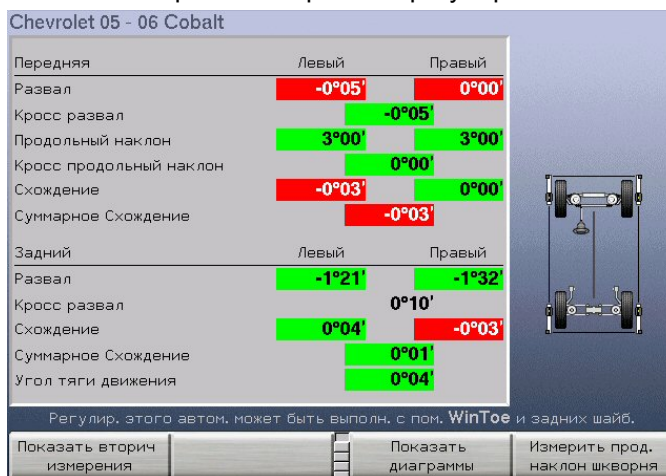 Chevrolet 05 - 06 Cobalt
Передняя Левый Правый
Развал -0°05' 0°00'
Кросс развал -0°05'
Продольный наклон 3°00' 3°00'
Кросс продольный наклон 0°00'
Схождение -0°03' 0°00'
Суммарное Схождение -0°03'
Задний Левый Правый
Развал -1°21' -1°32'
Кросс развал 0°10'
Схождение 0°04' -0°03'
Суммарное Схождение 0°01'
Угол тяги движения 0°04'
Регулир. этого автом. может быть выполн. с пом. WinToe и задних шайб.
Показать вторич измерения
Показать диаграммы
Измерить прод. наклон шкворня